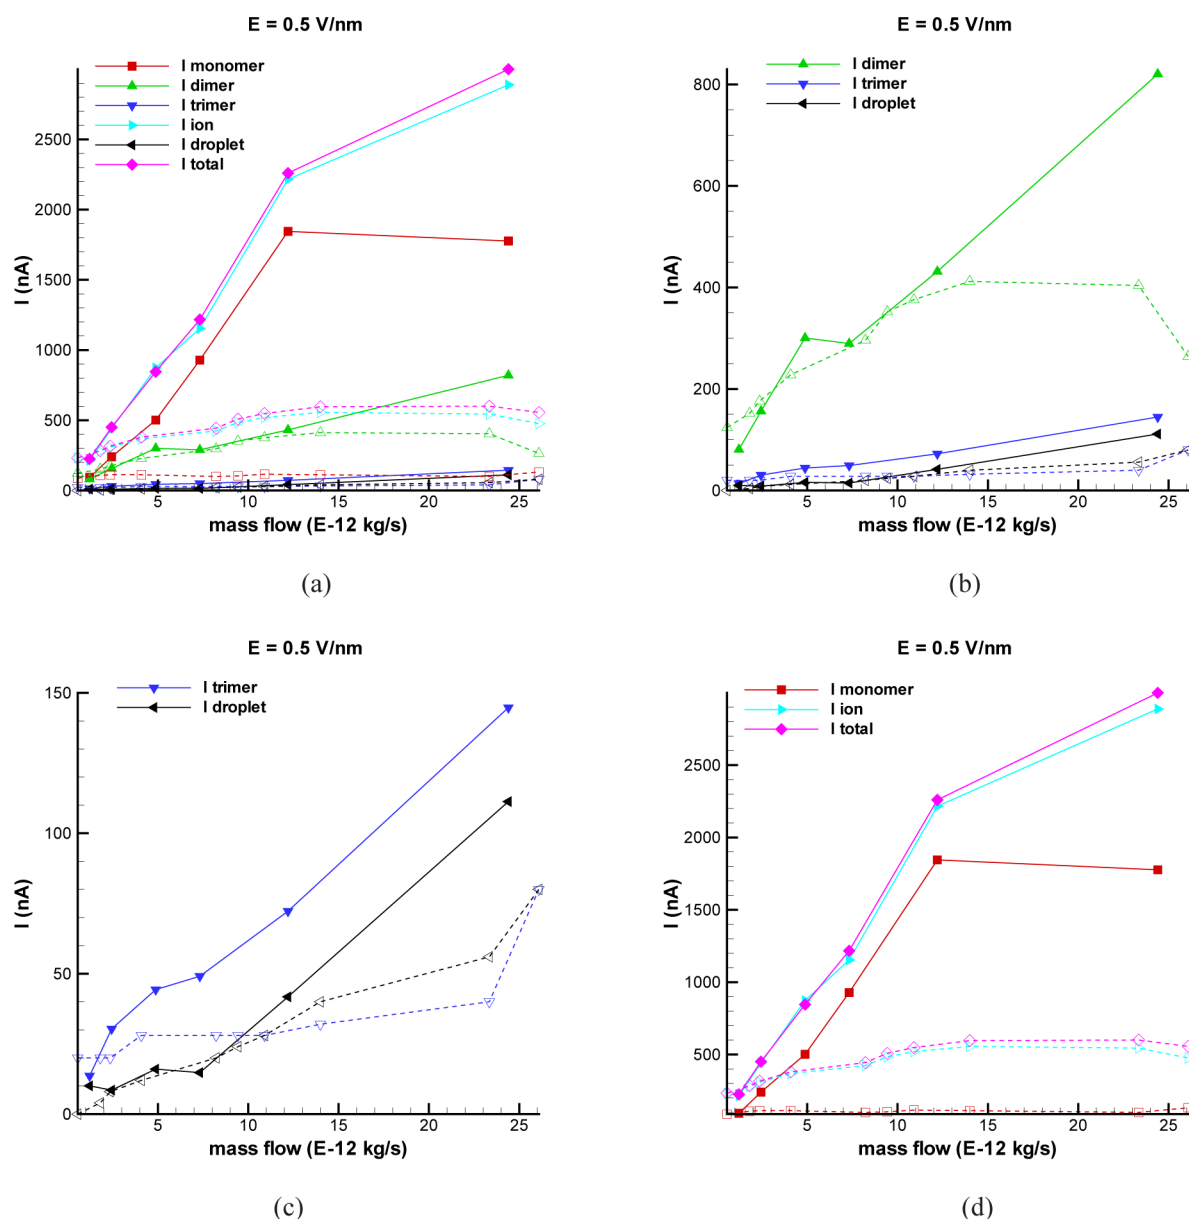 E = 0.5 V/nm
I monomer
I dimer
I trimer
I ion
I droplet
I total
2500
2000
1500
1000
500
0
I (nA)
5 10 15 20 25
mass flow (E-12 kg/s)
(a)
E = 0.5 V/nm
I dimer
I trimer
I droplet
800
600
400
200
0
I (nA)
5 10 15 20 25
mass flow (E-12 kg/s)
(b)
E = 0.5 V/nm
I trimer
I droplet
150
100
50
0
I (nA)
5 10 15 20 25
mass flow (E-12 kg/s)
(c)
E = 0.5 V/nm
I monomer
I ion
I total
2500
2000
1500
1000
500
I (nA)
5 10 15 20 25
mass flow (E-12 kg/s)
(d)